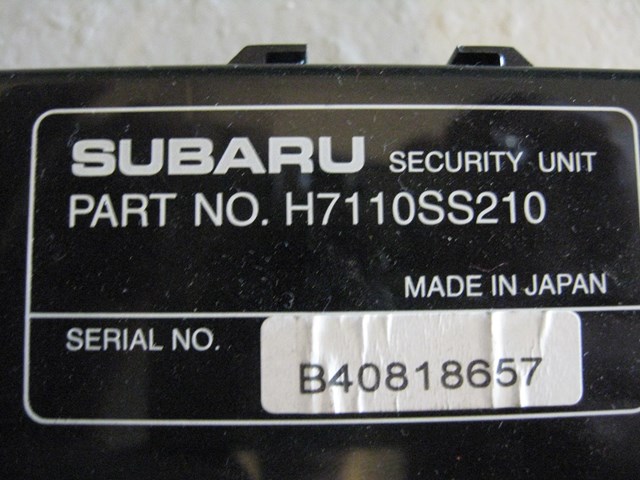 SUBARU SECURITY UNIT
PART NO. H7110SS210
MADE IN JAPAN
SERIAL NO. B40818657